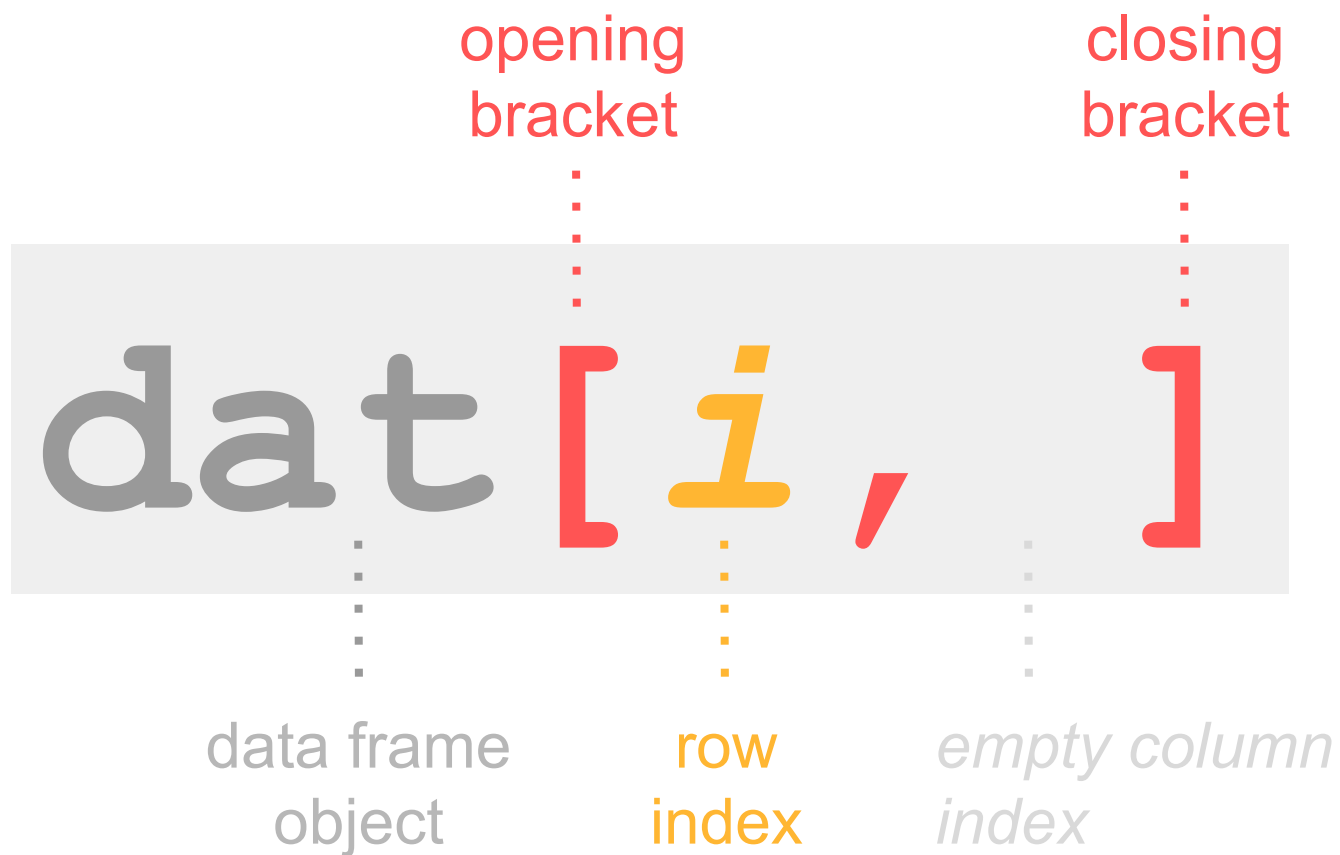 opening
bracket
closing
bracket
dat[i, ]
data frame
object
row
index
empty column
index